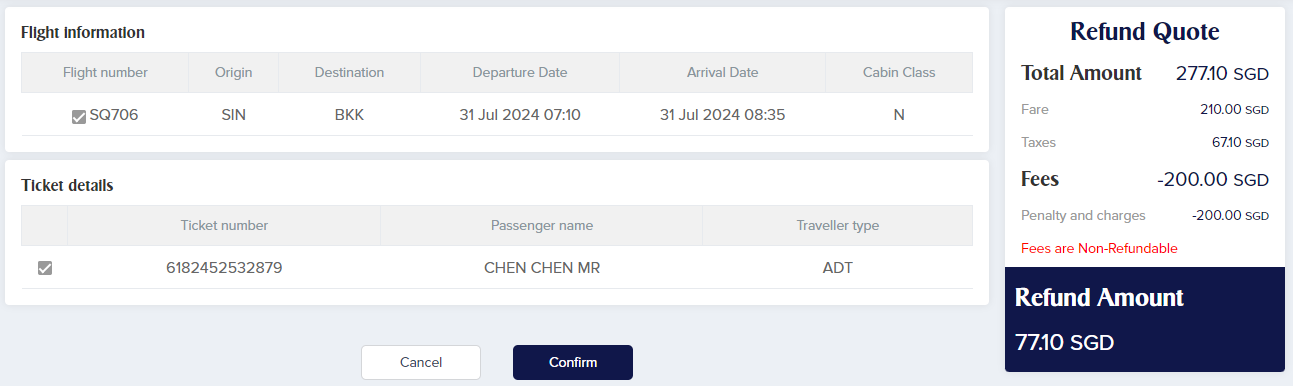 Flight information
Flight number Origin Destination Departure Date Arrival Date Cabin Class
SQ706 SIN BKK 31 Jul 2024 07:10 31 Jul 2024 08:35 N
Ticket details
Ticket number Passenger name Traveller type
6182452532879 CHEN CHEN MR ADT
Cancel Confirm
Refund Quote
Total Amount 277.10 SGD
Fare 210.00 SGD
Taxes 67.10 SGD
Fees -200.00 SGD
Penalty and charges -200.00 SGD
Fees are Non-Refundable
Refund Amount
77.10 SGD